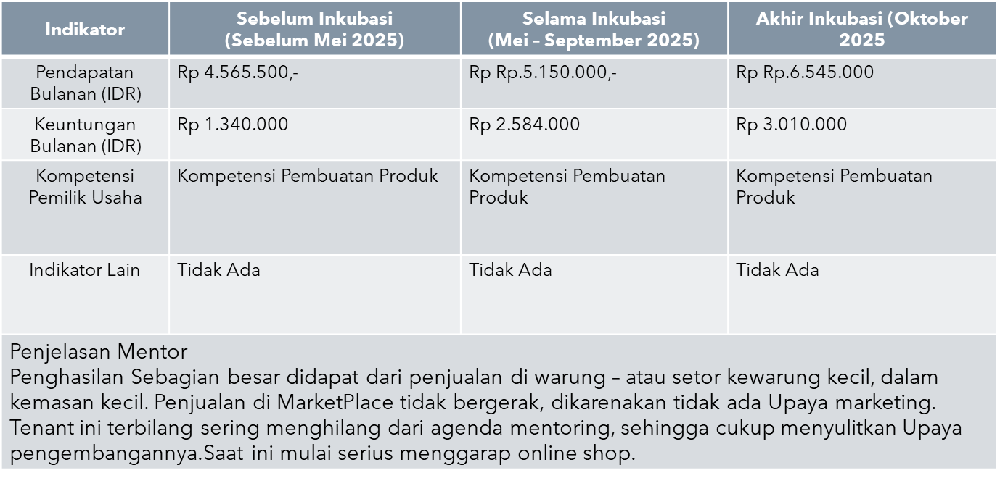 Indikator
Sebelum Inkubasi
(Sebelum Mei 2025)
Selama Inkubasi
(Mei – September 2025)
Akhir Inkubasi (Oktober
2025
Pendapatan
Bulanan (IDR)
Rp 4.565.500,-
Rp Rp.5.150.000,-
Rp Rp.6.545.000
Keuntungan
Bulanan (IDR)
Rp 1.340.000
Rp 2.584.000
Rp 3.010.000
Kompetensi
Pemilik Usaha
Kompetensi Pembuatan Produk
Kompetensi Pembuatan
Produk
Kompetensi Pembuatan
Produk
Indikator Lain
Tidak Ada
Tidak Ada
Tidak Ada
Penjelasan Mentor
Penghasilan Sebagian besar didapat dari penjualan di warung – atau setor kewarung kecil, dalam
kemasan kecil. Penjualan di MarketPlace tidak bergerak, dikarenakan tidak ada Upaya marketing.
Tenant ini terbilang sering menghilang dari agenda mentoring, sehingga cukup menyulitkan Upaya
pengembangannya.Saat ini mulai serius menggarap online shop.